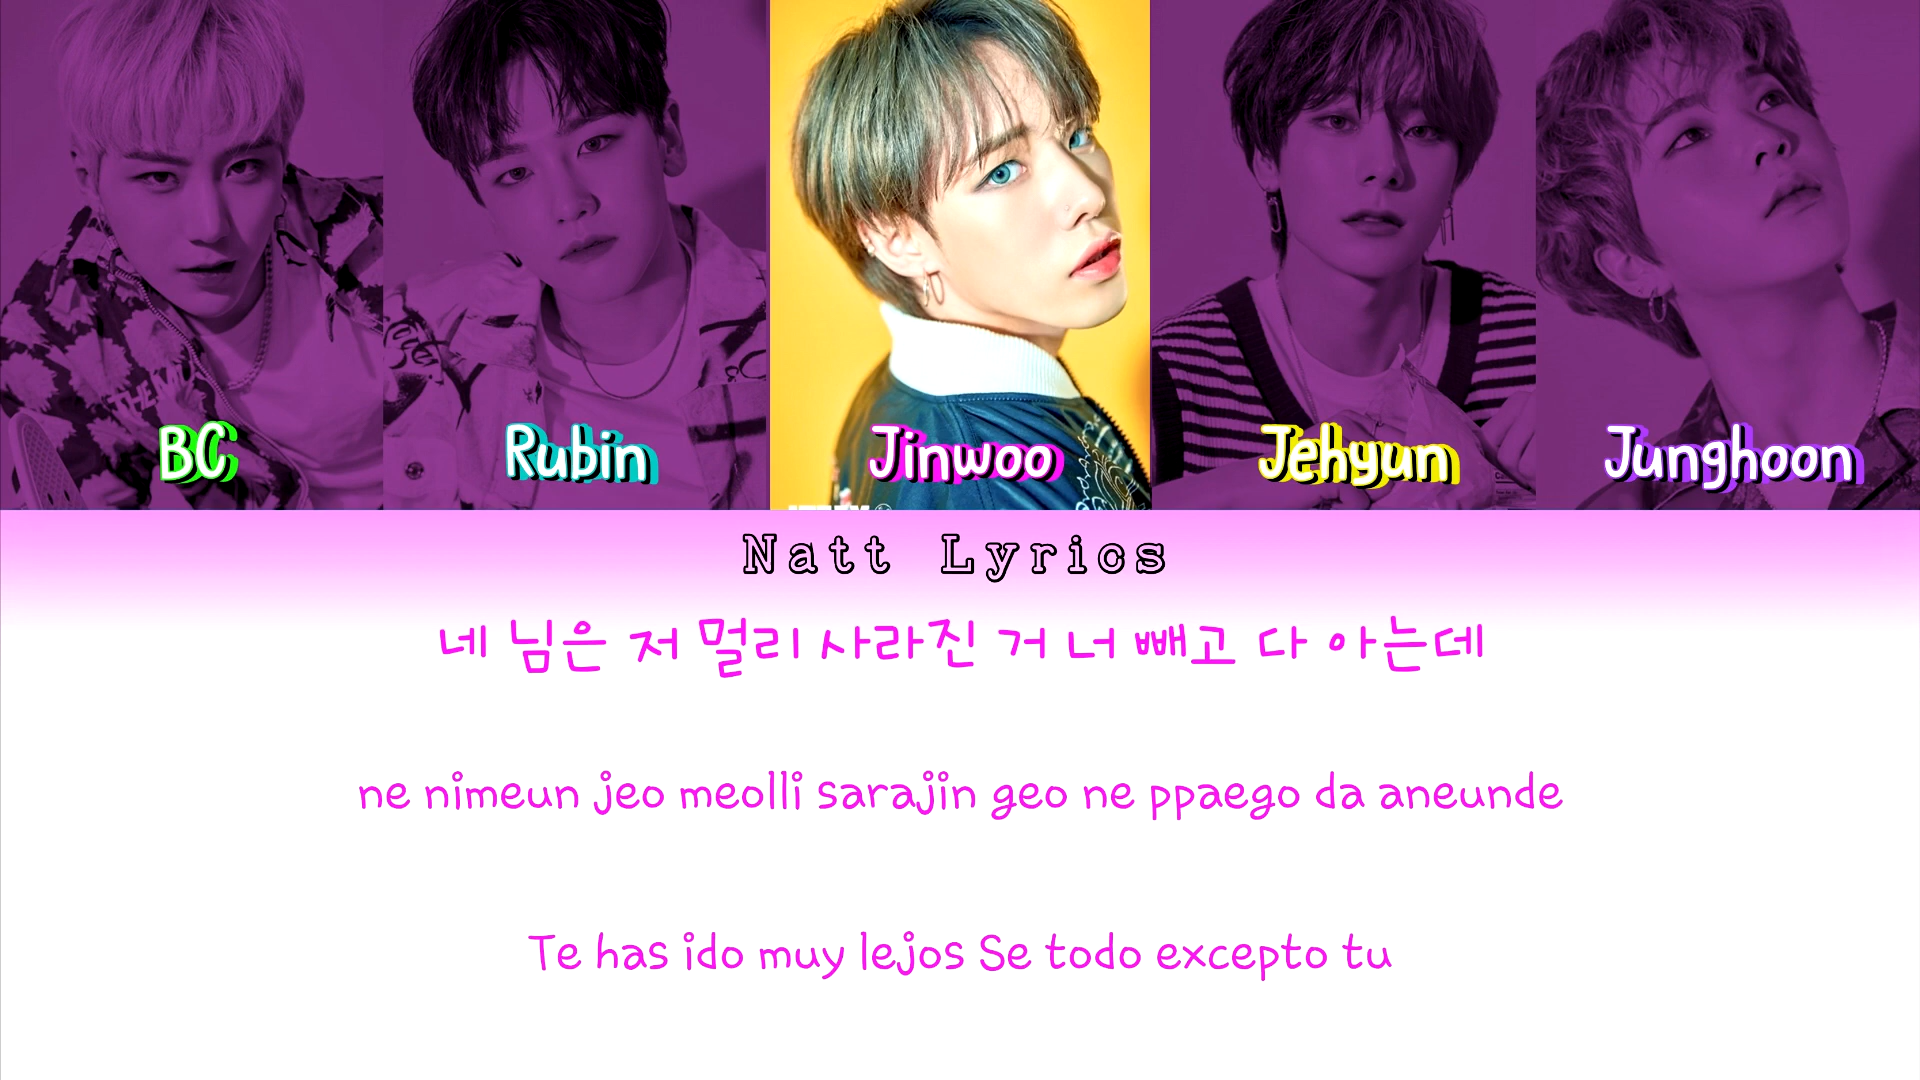 BC
Rubin
Jinwoo
Jehyun
Junghoon
Natt Lyrics
네 님은 저 멀리 사라진 거 너 빼고 다 아는데
ne nimeun jeo meolli sarajin geo ne ppaego da aneunde
Te has ido muy lejos Se todo excepto tu